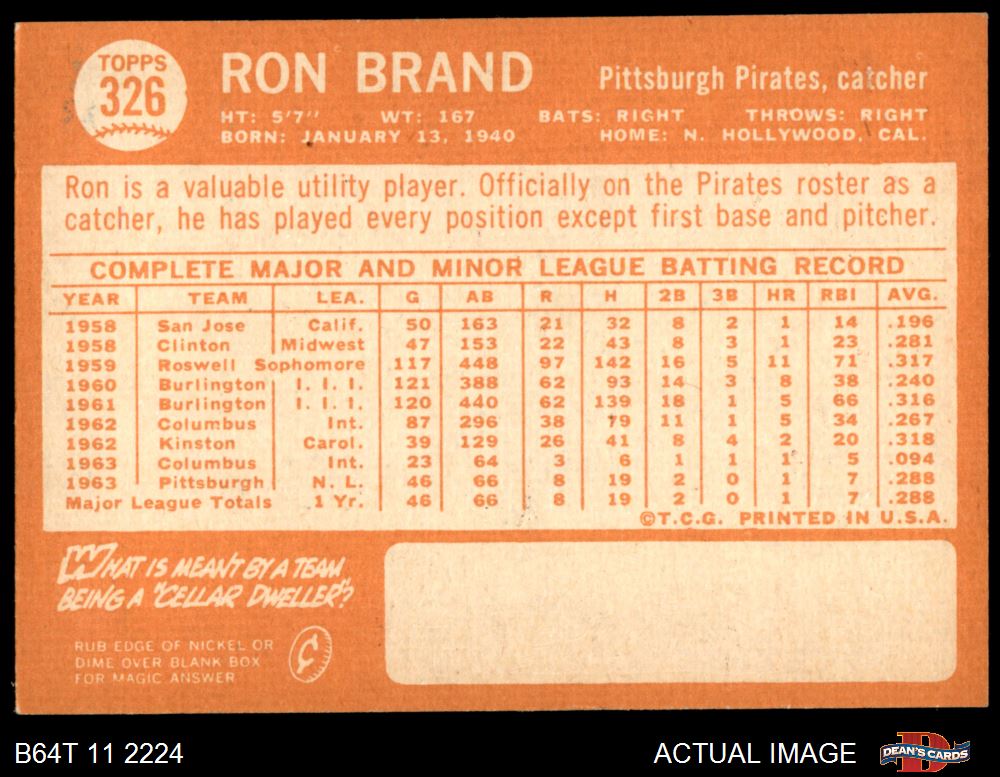 TOPPS
326
RON BRAND
Pittsburgh Pirates, catcher
HT: 5'7" WT: 167 BATS: RIGHT THROWS: RIGHT
BORN: JANUARY 13, 1940 HOME: N. HOLLYWOOD, CAL.
Ron is a valuable utility player. Officially on the Pirates roster as a
catcher, he has played every position except first base and pitcher.
COMPLETE MAJOR AND MINOR LEAGUE BATTING RECORD
YEAR TEAM LEA. G AB R H 2B 3B HR RBI AVG.
1958 San Jose Calif. 50 163 21 32 8 2 1 14 .196
1958 Clinton Midwest 47 153 22 43 8 3 1 23 .281
1959 Roswell Sophomore 117 448 97 142 16 5 11 71 .317
1960 Burlington I. I. I. 121 388 62 93 14 3 8 38 .240
1961 Burlington I. I. I. 120 440 62 139 18 1 5 66 .316
1962 Columbus Int. 87 296 38 79 11 1 5 34 .267
1962 Kinston Carol. 39 129 26 41 8 4 2 20 .318
1963 Columbus Int. 23 64 3 6 1 1 1 5 .094
1963 Pittsburgh N. L. 46 66 8 19 2 0 1 7 .288
Major League Totals 1 Yr. 46 66 8 19 2 0 1 7 .288
©T.C.G. PRINTED IN U.S.A.
WHAT IS MEANT BY A TEAM
BEING A "CELLAR DWELLER"?
RUB EDGE OF NICKEL OR
DIME OVER BLANK BOX
FOR MAGIC ANSWER
B64T 11 2224
ACTUAL IMAGE
DEAN'S CARDS